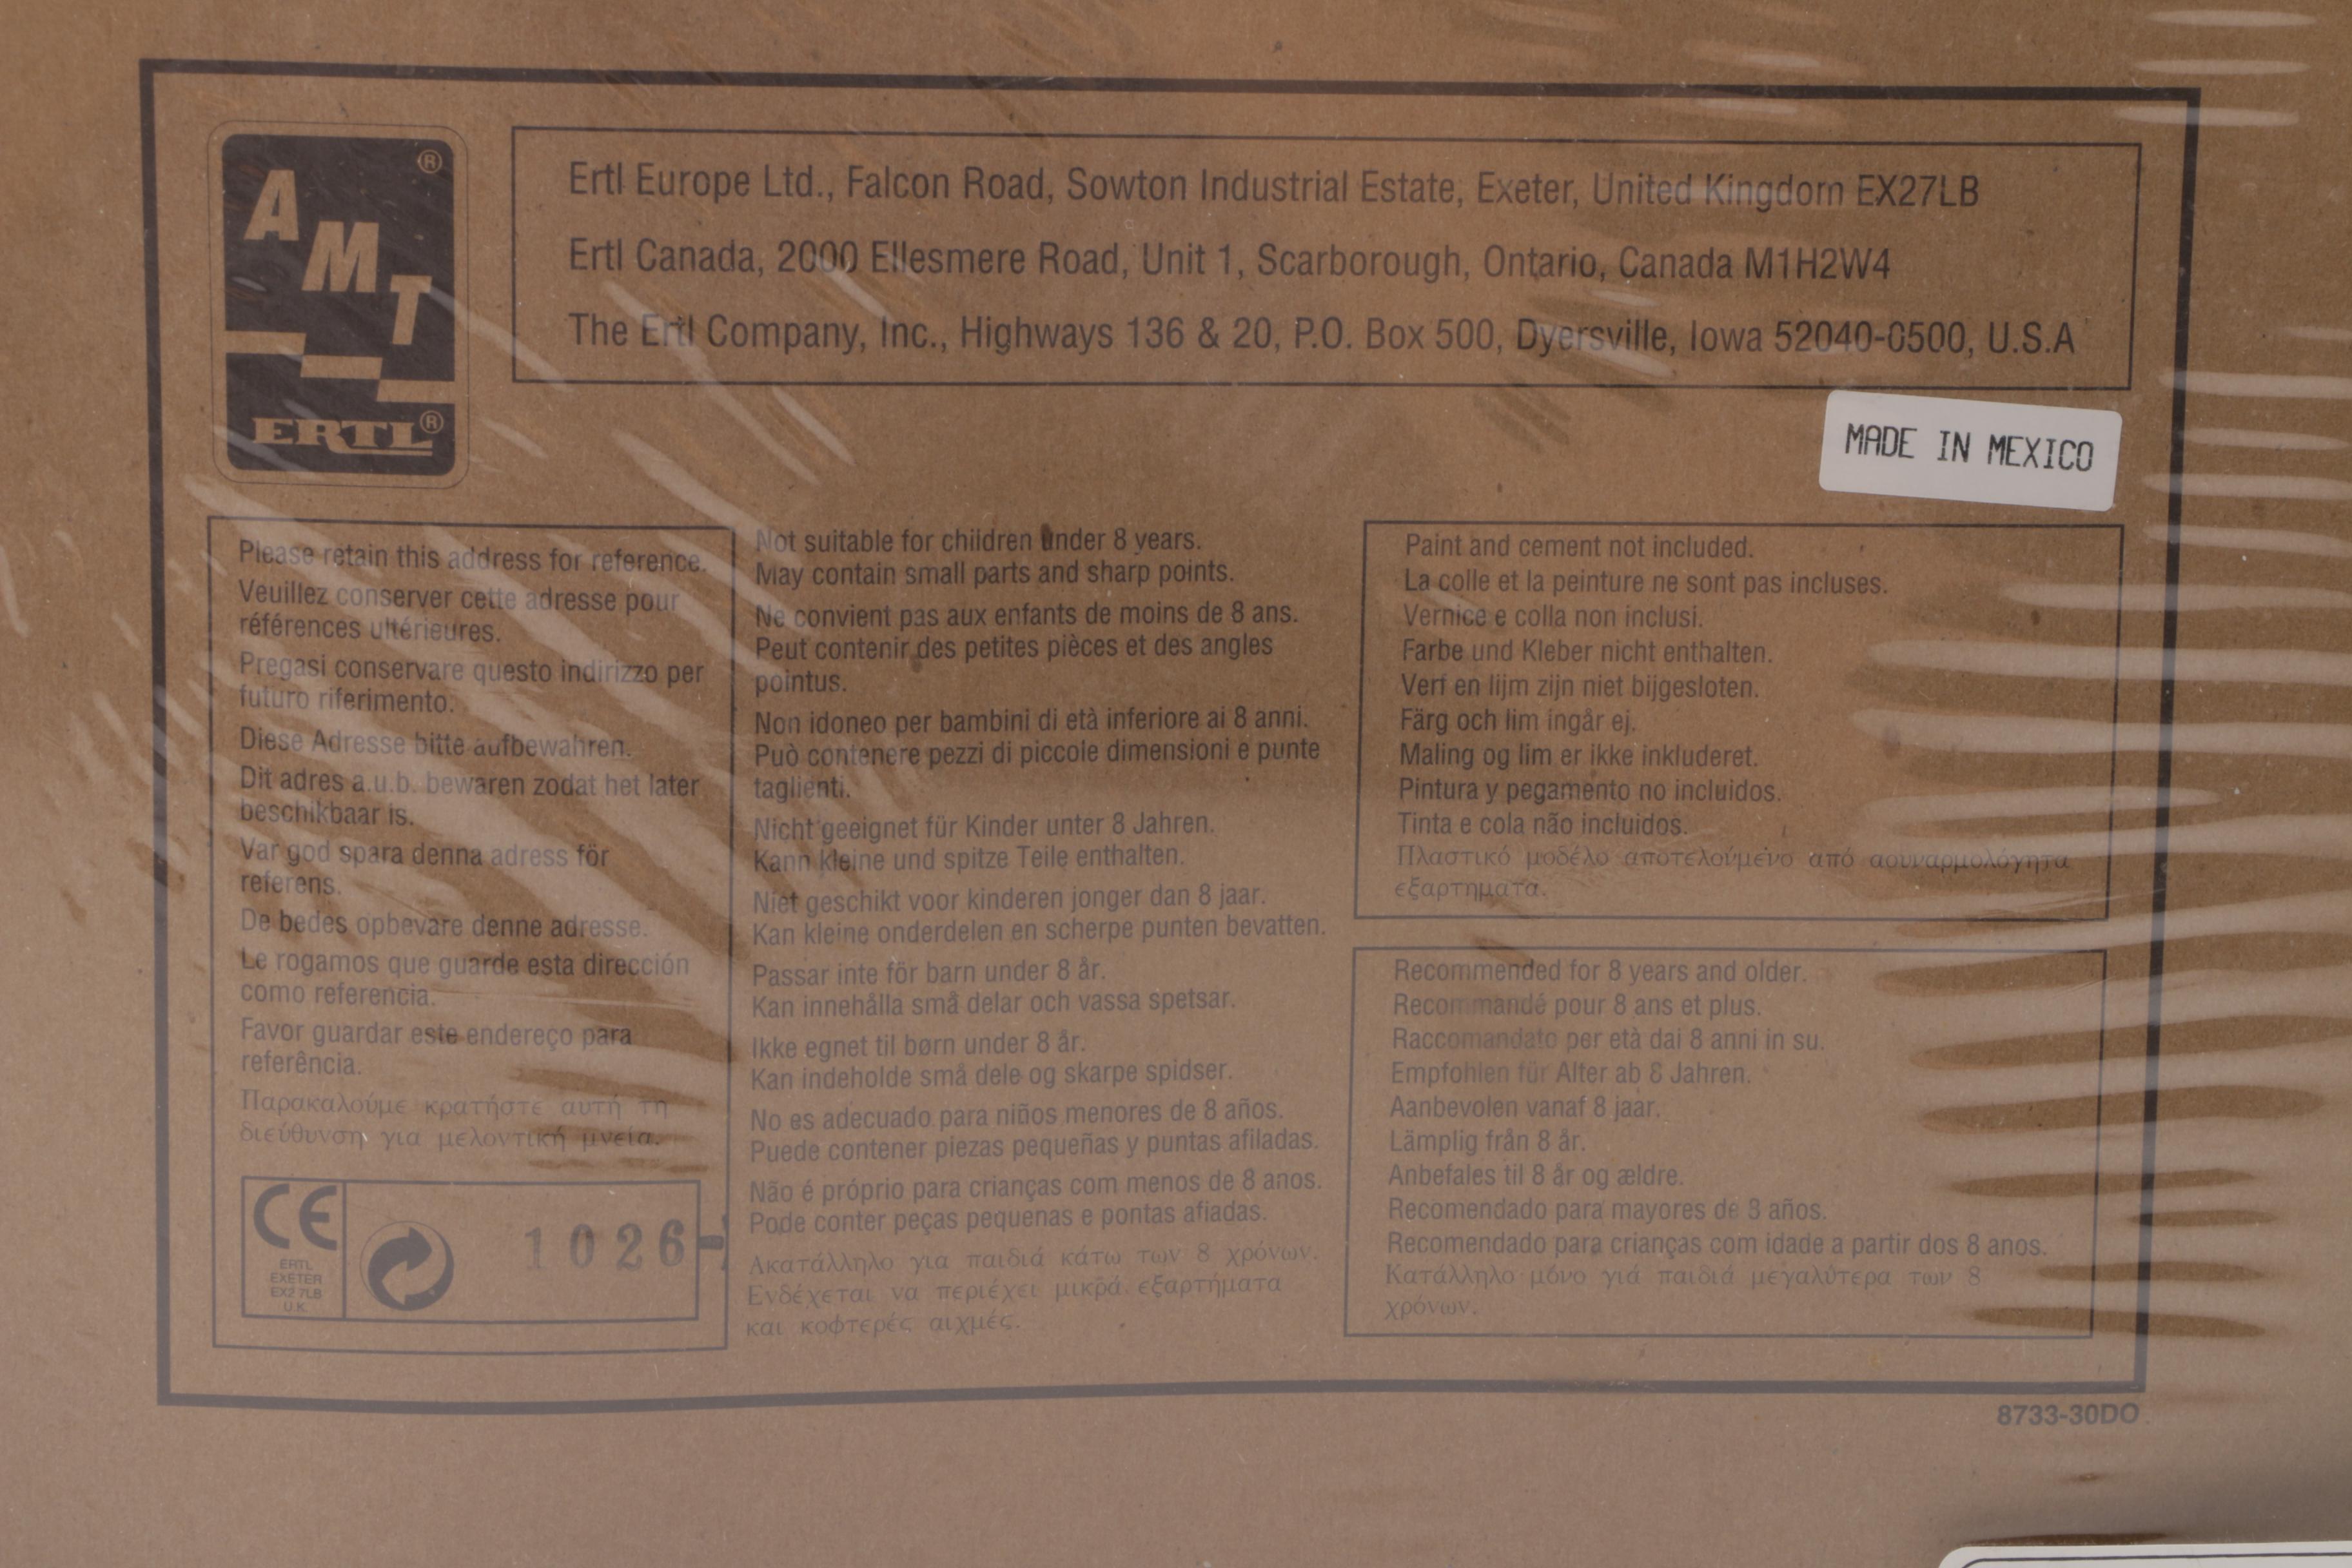 AMT®
ERTL®
Ertl Europe Ltd., Falcon Road, Sowton Industrial Estate, Exeter, United Kingdom EX27LB
Ertl Canada, 2000 Ellesmere Road, Unit 1, Scarborough, Ontario, Canada M1H2W4
The Ertl Company, Inc., Highways 136 & 20, P.O. Box 500, Dyersville, Iowa 52040-0500, U.S.A
MADE IN MEXICO
Please retain this address for reference.
Veuillez conserver cette adresse pour
références ultérieures.
Pregasi conservare questo indirizzo per
futuro riferimento.
Diese Adresse bitte aufbewahren.
Dit adres a.u.b. bewaren zodat het later
beschikbaar is.
Var god spara denna adress för
referens.
De bedes opbevare denne adresse.
Le rogamos que guarde esta dirección
como referencia.
Favor guardar este endereço para
referência.
Παρακαλούμε κρατήστε αυτή τη
διεύθυνση για μελοντική μνεία.
CE
ERTL
EXETER
EX2 7LB
U.K.
1026-
Not suitable for children under 8 years.
May contain small parts and sharp points.
Ne convient pas aux enfants de moins de 8 ans.
Peut contenir des petites pièces et des angles
pointus.
Non idoneo per bambini di età inferiore ai 8 anni.
Può contenere pezzi di piccole dimensioni e punte
taglienti.
Nicht geeignet für Kinder unter 8 Jahren.
Kann kleine und spitze Teile enthalten.
Niet geschikt voor kinderen jonger dan 8 jaar.
Kan kleine onderdelen en scherpe punten bevatten.
Passar inte för barn under 8 år.
Kan innehålla små delar och vassa spetsar.
Ikke egnet til børn under 8 år.
Kan indeholde små dele og skarpe spidser.
No es adecuado para niños menores de 8 años.
Puede contener piezas pequeñas y puntas afiladas.
Não é próprio para crianças com menos de 8 anos.
Pode conter peças pequenas e pontas afiadas.
Ακατάλληλο για παιδιά κάτω των 8 χρόνων.
Ενδέχεται να περιέχει μικρά εξαρτήματα
και κοφτερές αιχμές.
Paint and cement not included.
La colle et la peinture ne sont pas incluses.
Vernice e colla non inclusi.
Farbe und Kleber nicht enthalten.
Verf en lijm zijn niet bijgesloten.
Färg och lim ingår ej.
Maling og lim er ikke inkluderet.
Pintura y pegamento no incluidos.
Tinta e cola não incluidos.
Πλαστικό μοδέλο αποτελούμενο από ασυναρμολόγητα
εξαρτηματα.
Recommended for 8 years and older.
Recommandé pour 8 ans et plus.
Raccomandato per età dai 8 anni in su.
Empfohlen für Alter ab 8 Jahren.
Aanbevolen vanaf 8 jaar.
Lämplig från 8 år.
Anbefales til 8 år og ældre.
Recomendado para mayores de 8 años.
Recomendado para crianças com idade a partir dos 8 anos.
Κατάλληλο μόνο γιά παιδιά μεγαλύτερα των 8
χρόνων.
8733-30DO